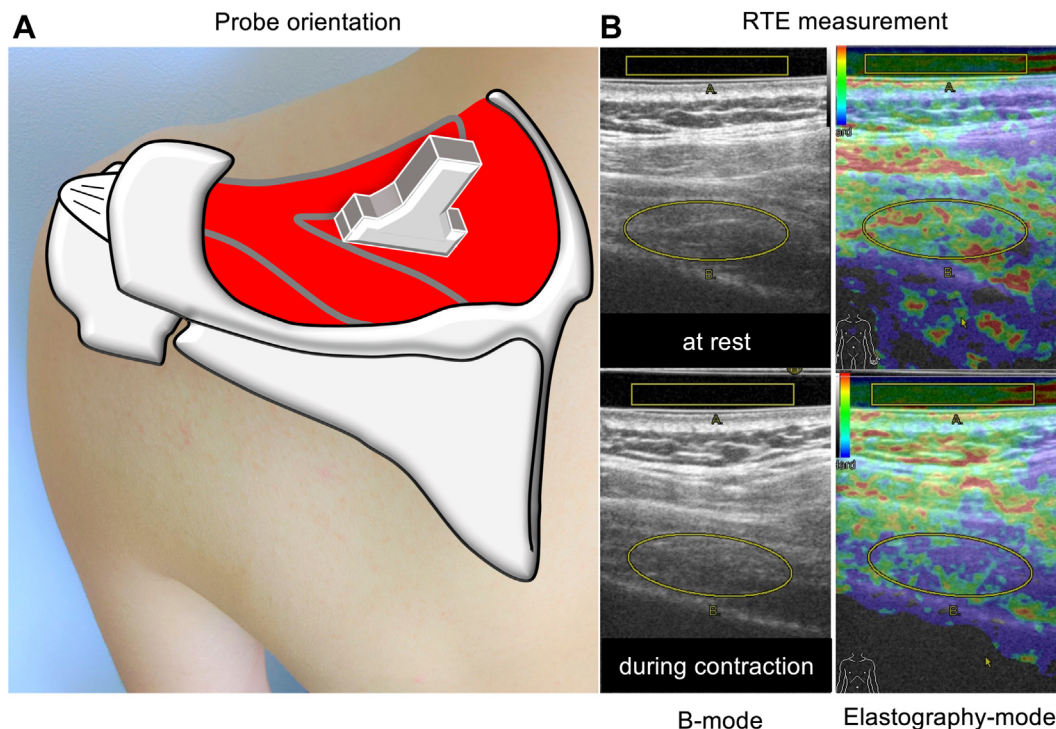 A
Probe orientation
B
RTE measurement
A.
B.
A.
B.
at rest
during contraction
B-mode
Elastography-mode